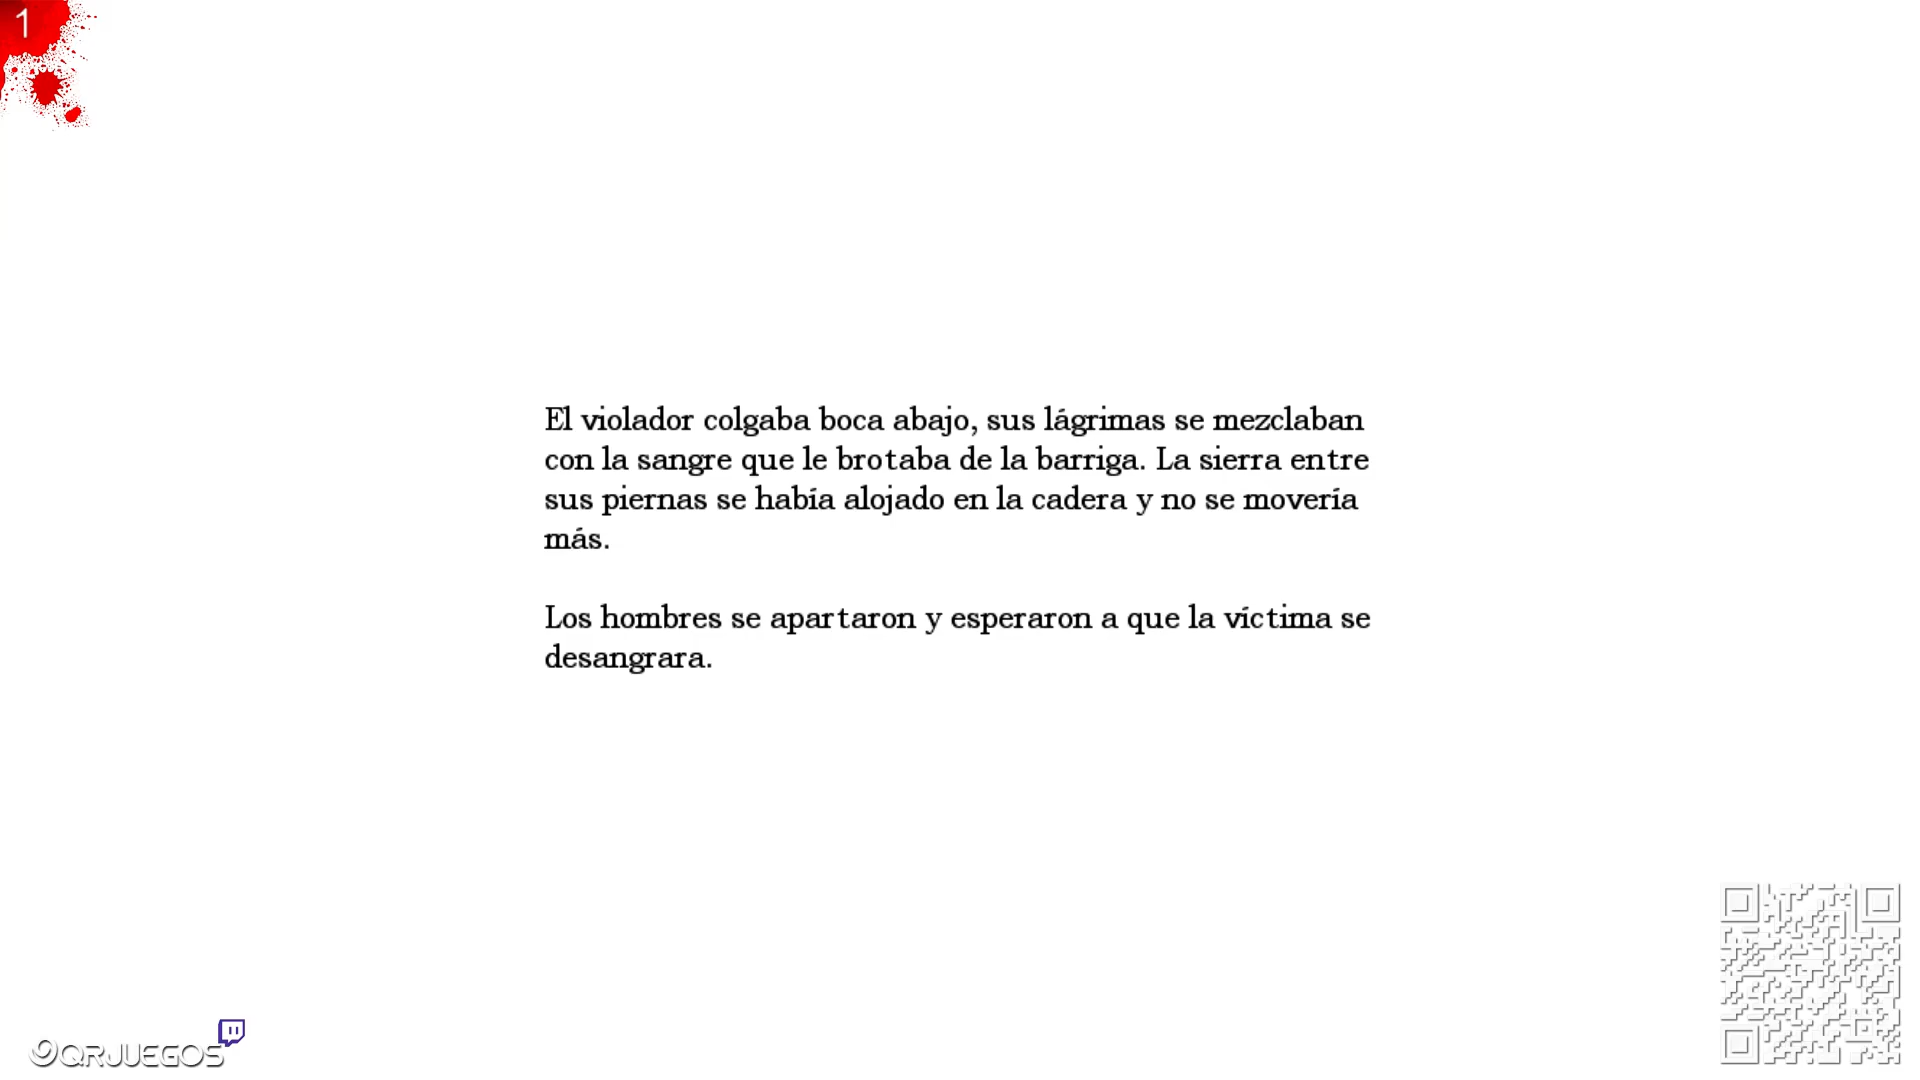 1
El violador colgaba boca abajo, sus lágrimas se mezclaban
con la sangre que le brotaba de la barriga. La sierra entre
sus piernas se había alojado en la cadera y no se movería
más.
Los hombres se apartaron y esperaron a que la víctima se
desangrara.
QRJUEGOS